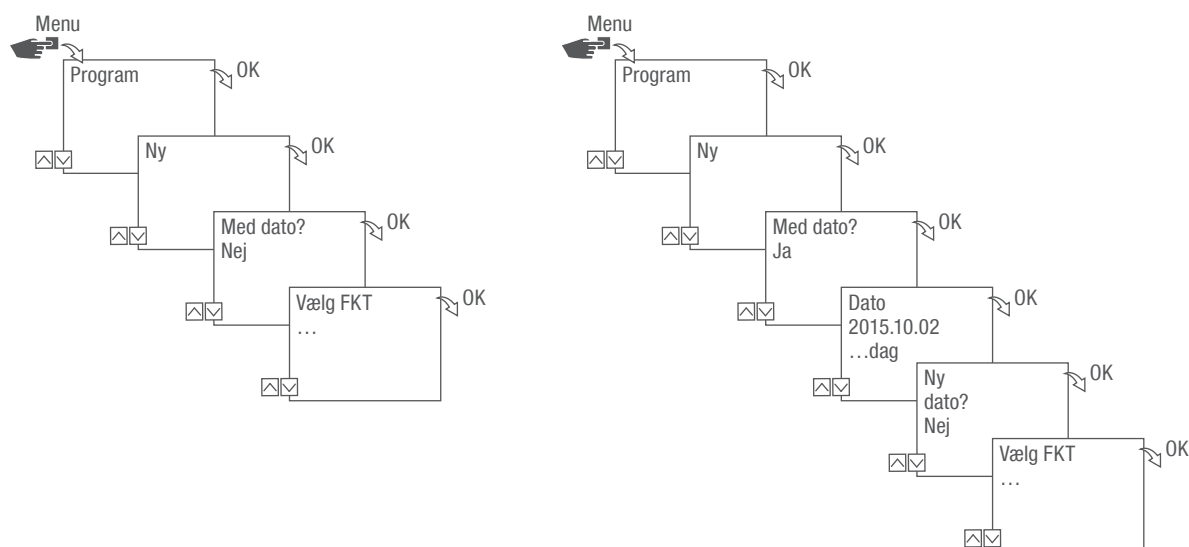 Menu
Program
OK
Ny
OK
Med dato?
Nej
OK
Vælg FKT
...
OK
Menu
Program
OK
Ny
OK
Med dato?
Ja
OK
Dato
2015.10.02
...dag
OK
Ny
dato?
Nej
OK
Vælg FKT
...
OK